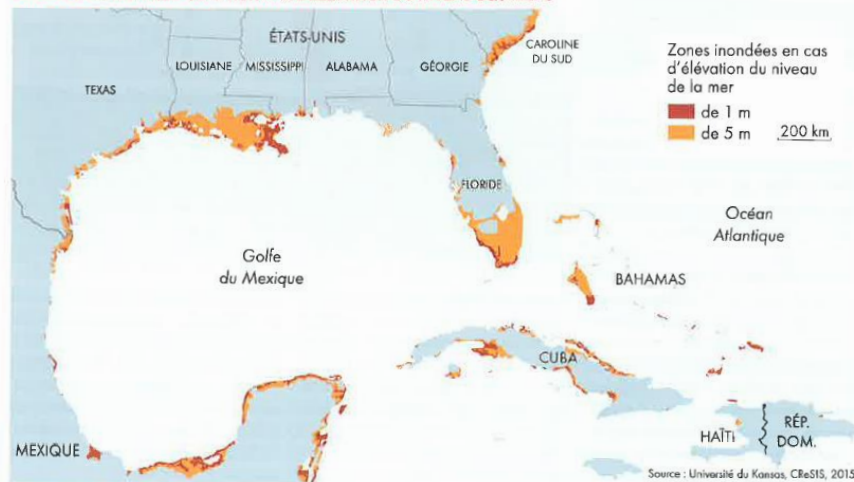 ÉTATS-UNIS
CAROLINE
DU SUD
LOUISIANE
MISSISSIPPI
ALABAMA
GÉORGIE
TEXAS
Zones inondées en cas
d'élévation du niveau
de la mer
de 1 m
de 5 m
200 km
FLORIDE
Océan
Atlantique
Golfe
du Mexique
BAHAMAS
CUBA
MEXIQUE
HAÏTI
RÉP.
DOM.
Source : Université du Kansas, CReSIS, 2015